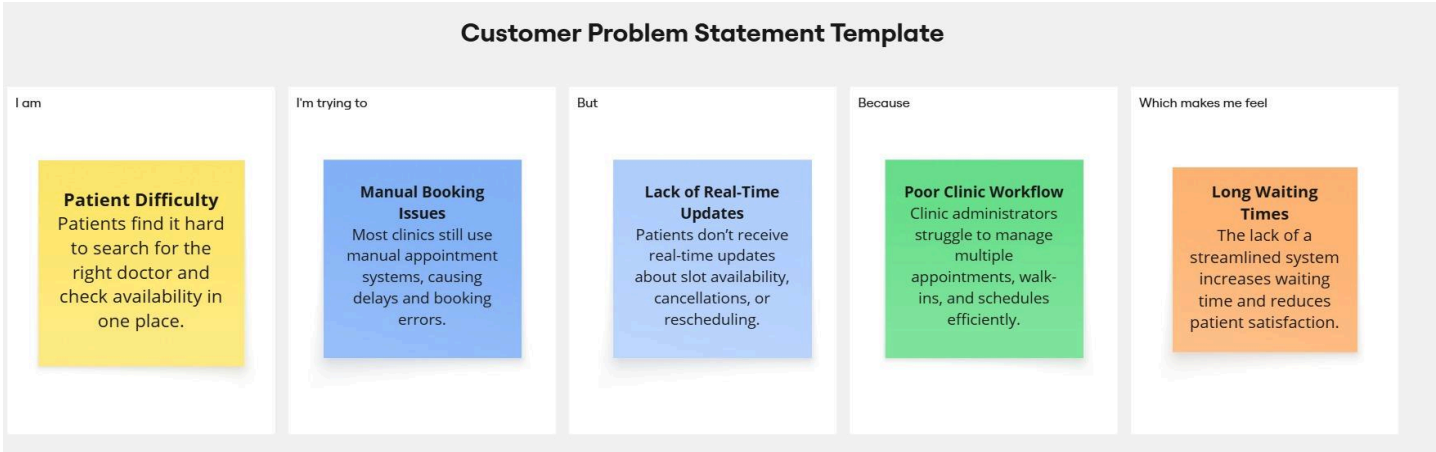 Customer Problem Statement Template
I am
Patient Difficulty
Patients find it hard
to search for the
right doctor and
check availability in
one place.
I'm trying to
Manual Booking
Issues
Most clinics still use
manual appointment
systems, causing
delays and booking
errors.
But
Lack of Real-Time
Updates
Patients don’t receive
real-time updates
about slot availability,
cancellations, or
rescheduling.
Because
Poor Clinic Workflow
Clinic administrators
struggle to manage
multiple
appointments, walk-
ins, and schedules
efficiently.
Which makes me feel
Long Waiting
Times
The lack of a
streamlined system
increases waiting
time and reduces
patient satisfaction.